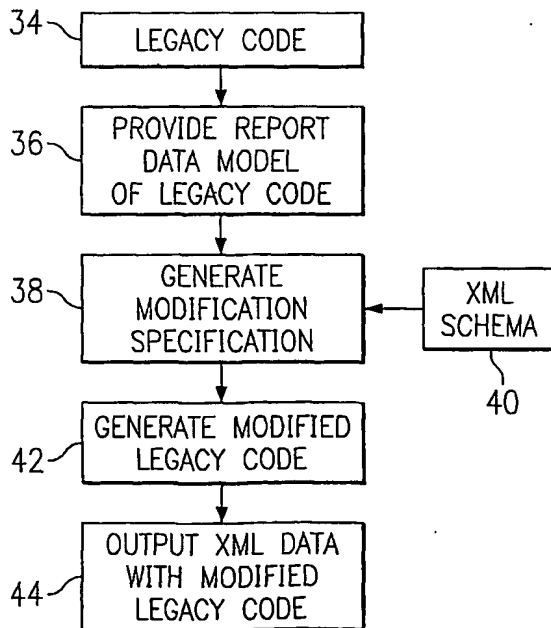 34
LEGACY CODE
36
PROVIDE REPORT
DATA MODEL
OF LEGACY CODE
38
GENERATE
MODIFICATION
SPECIFICATION
XML
SCHEMA
40
42
GENERATE MODIFIED
LEGACY CODE
44
OUTPUT XML DATA
WITH MODIFIED
LEGACY CODE